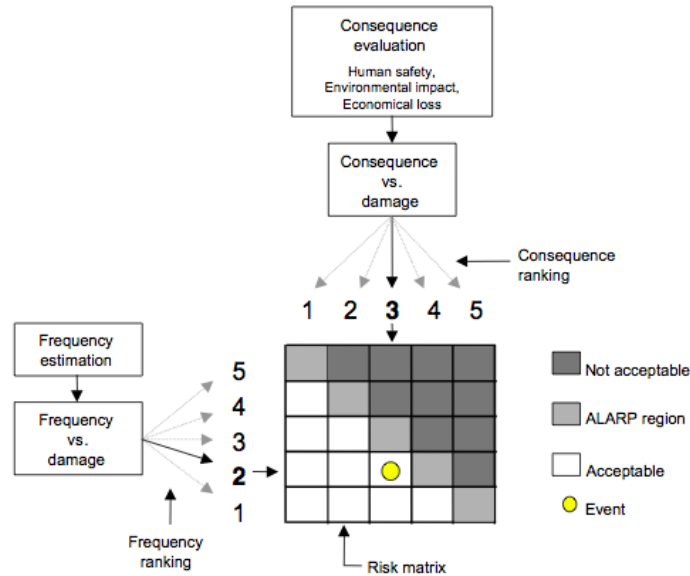 Consequence
evaluation
Human safety,
Environmental impact,
Economical loss
Consequence
vs.
damage
Consequence
ranking
1 2 3 4 5
Frequency
estimation
Frequency
vs.
damage
5
4
3
2
1
Not acceptable
ALARP region
Acceptable
Event
Frequency
ranking
Risk matrix